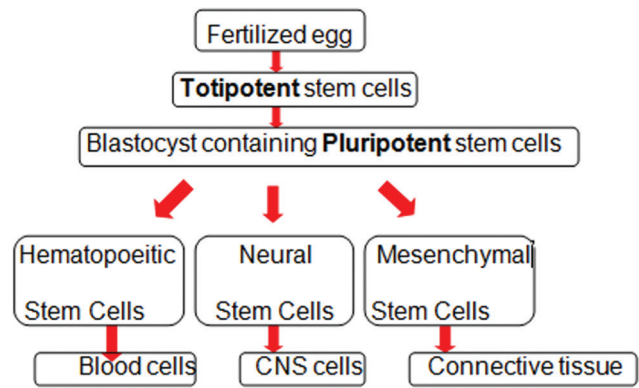 Fertilized egg
Totipotent stem cells
Blastocyst containing Pluripotent stem cells
Hematopoeitic
Stem Cells
Neural
Stem Cells
Mesenchymal
Stem Cells
Blood cells
CNS cells
Connective tissue